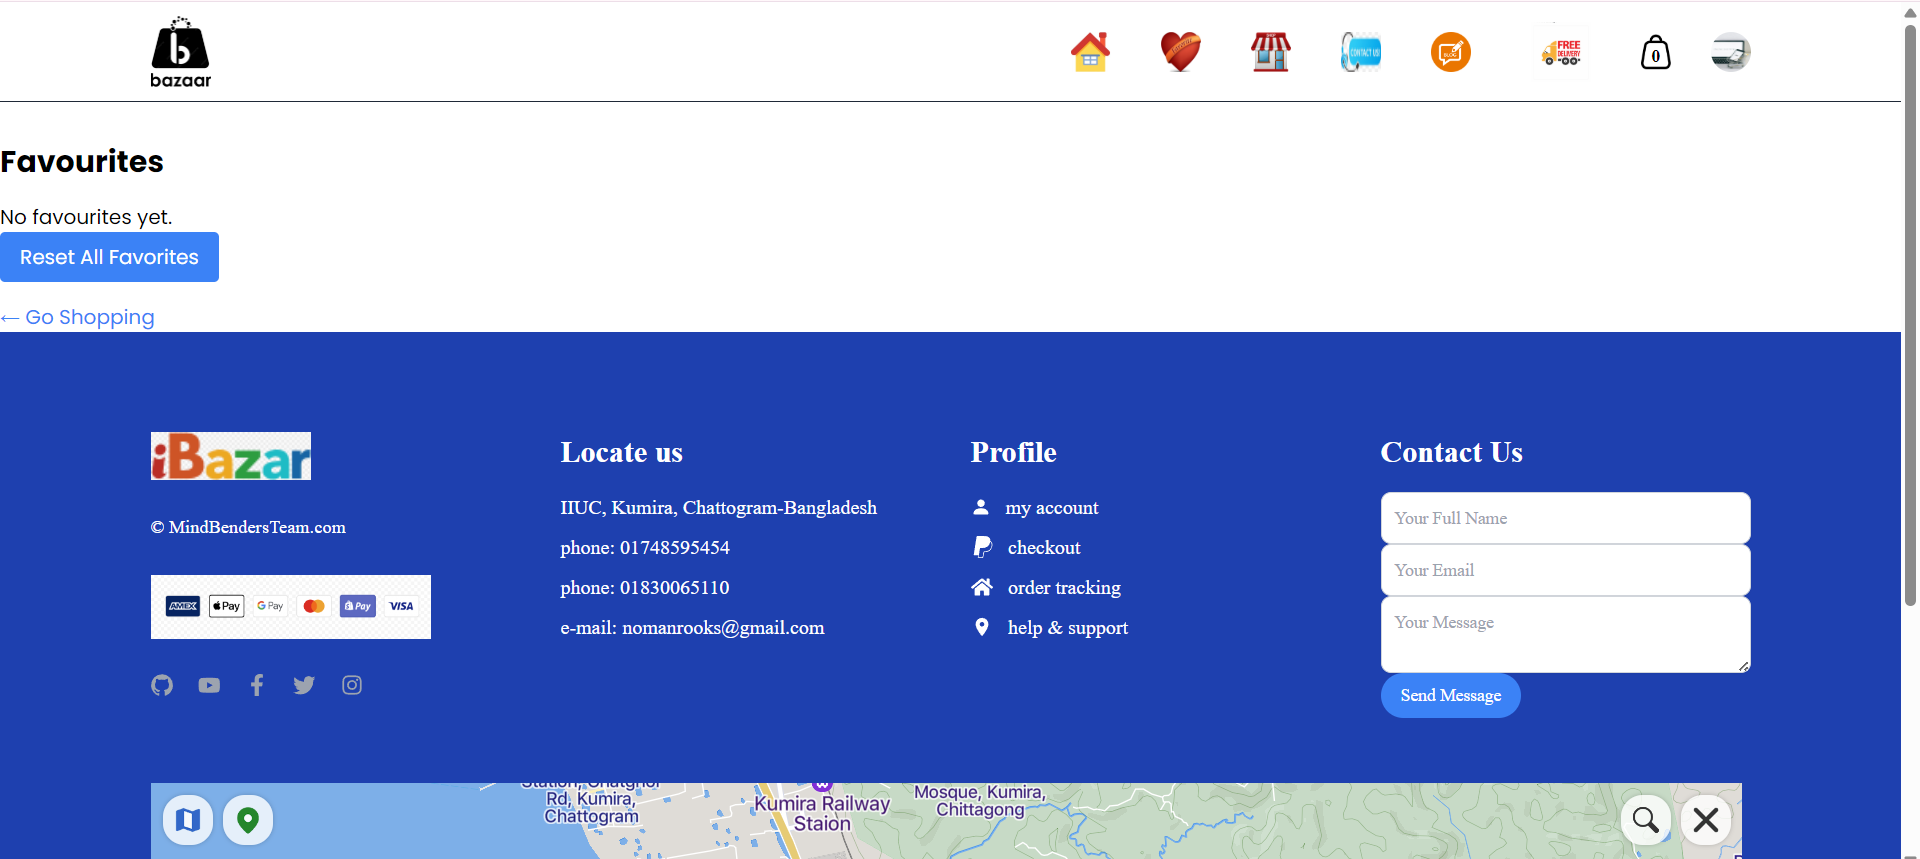 b
bazaar
CONTACT US!
BLOG
FREE
DELIVERY
0
Favourites
No favourites yet.
Reset All Favorites
← Go Shopping
iBazar
© MindBendersTeam.com
AMEX
Pay
G Pay
Pay
VISA
Locate us
IIUC, Kumira, Chattogram-Bangladesh
phone: 01748595454
phone: 01830065110
e-mail: nomanrooks@gmail.com
Profile
my account
checkout
order tracking
help & support
Contact Us
Your Full Name
Your Email
Your Message
Send Message
Rd, Kumira,
Chattogram
Kumira Railway
Staion
Mosque, Kumira,
Chittagong